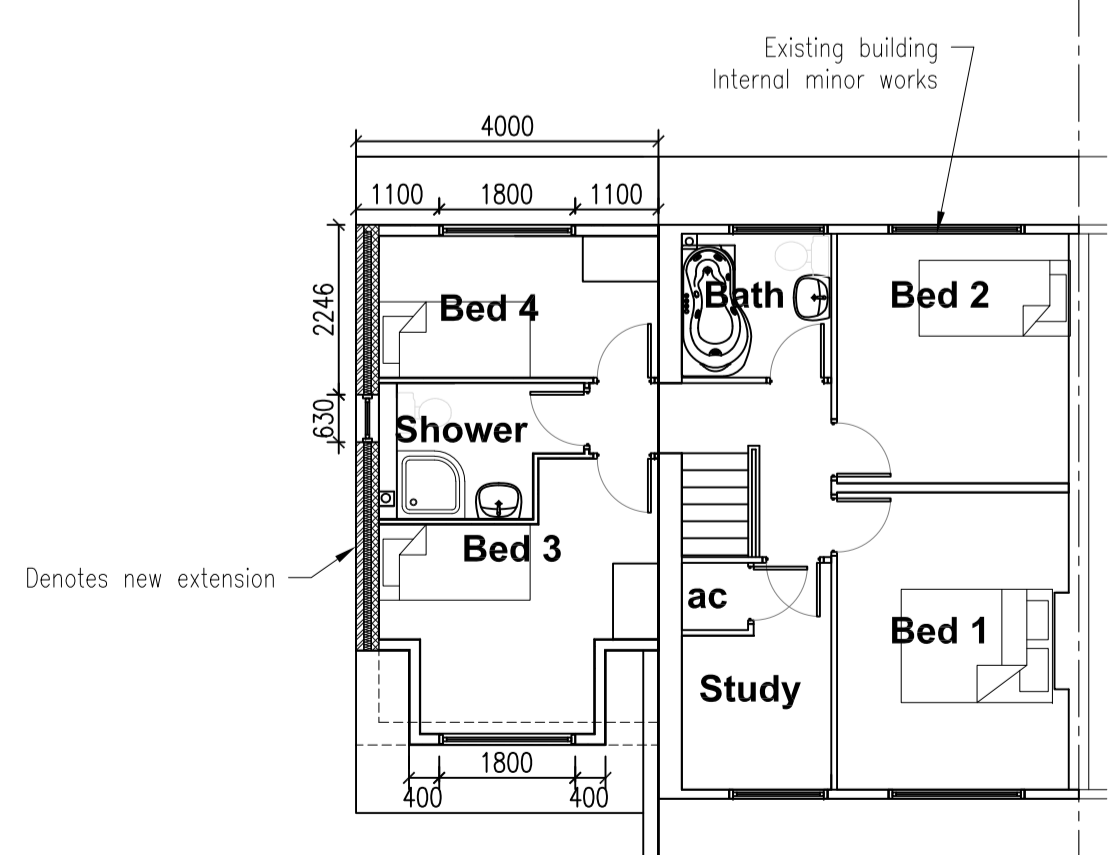 Existing building
Internal minor works
4000
1100
1800
1100
2246
630
Bed 4
Bath
Bed 2
Shower
Bed 3
Denotes new extension
ac
Bed 1
Study
1800
400
400